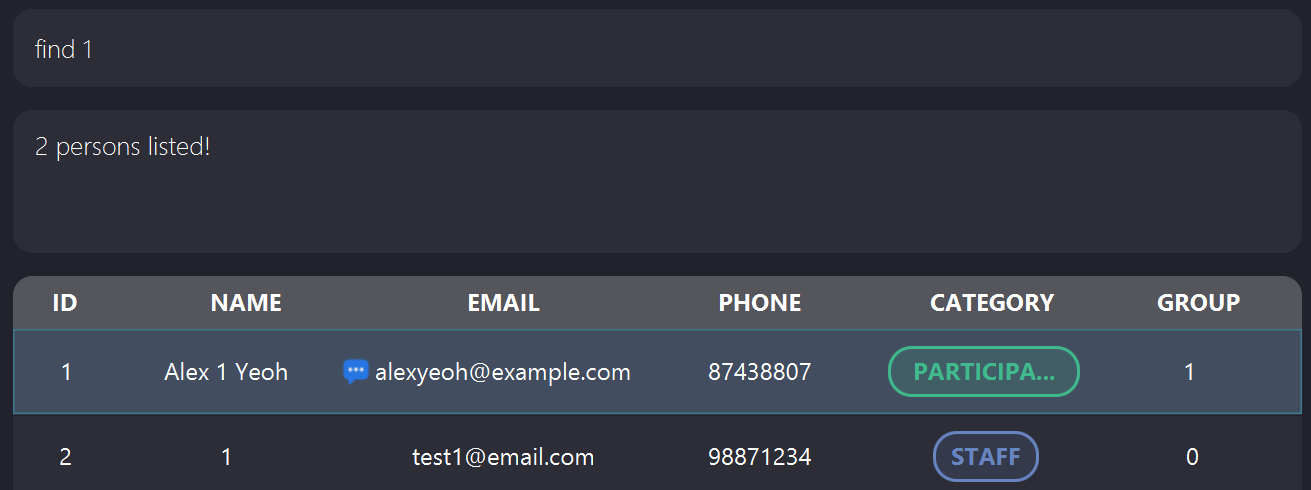 find 1
2 persons listed!
ID NAME EMAIL PHONE CATEGORY GROUP
1 Alex 1 Yeoh alexyeoh@example.com 87438807 PARTICIPA... 1
2 1 test1@email.com 98871234 STAFF 0